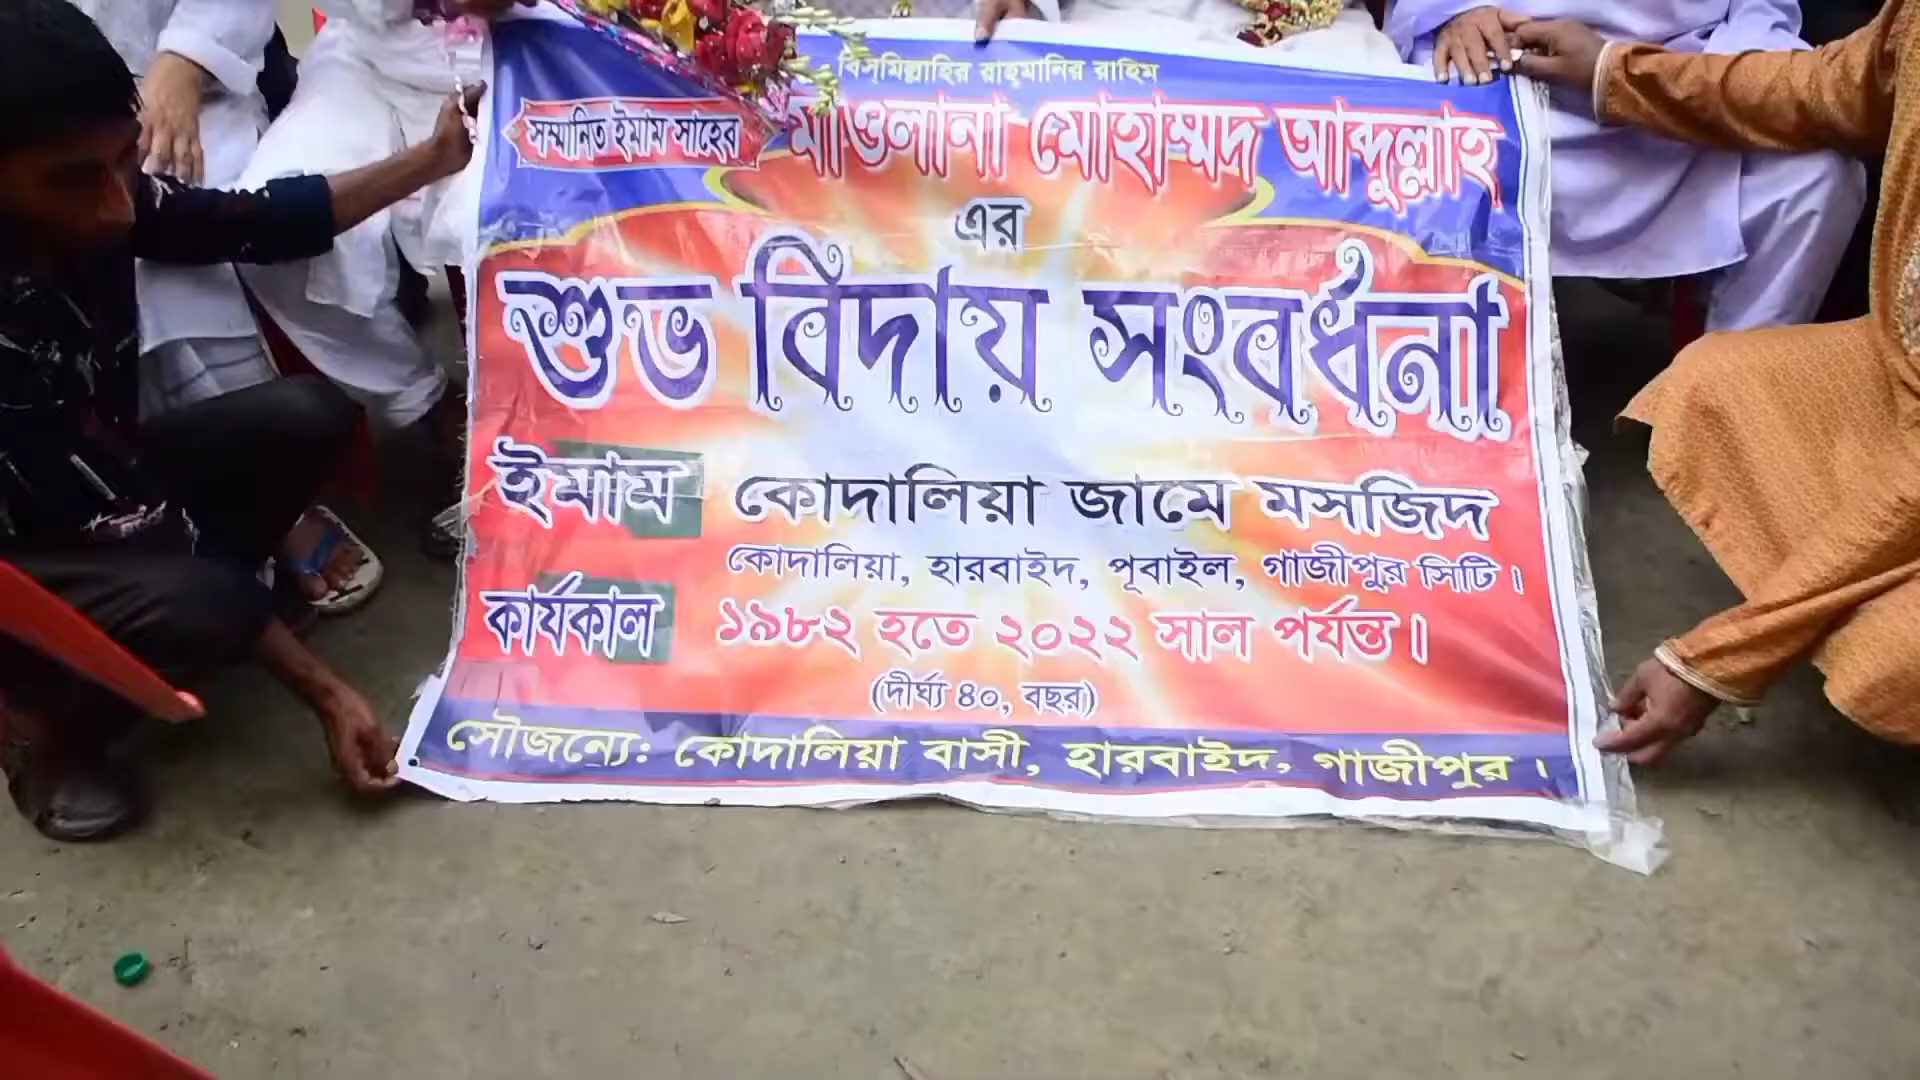 বিস্‌মিল্লাহির রাহ্‌মানির রাহিম
সম্মানিত ইমাম সাহেব মাওলানা মোহাম্মদ আব্দুল্লাহ
এর
শুভ বিদায় সংবর্ধনা
ইমাম কোদালিয়া জামে মসজিদ
কোদালিয়া, হারবাইদ, পূবাইল, গাজীপুর সিটি।
কার্যকাল ১৯৮২ হতে ২০২২ সাল পর্যন্ত।
(দীর্ঘ্য ৪০, বছর)
সৌজন্যে: কোদালিয়া বাসী, হারবাইদ, গাজীপুর।